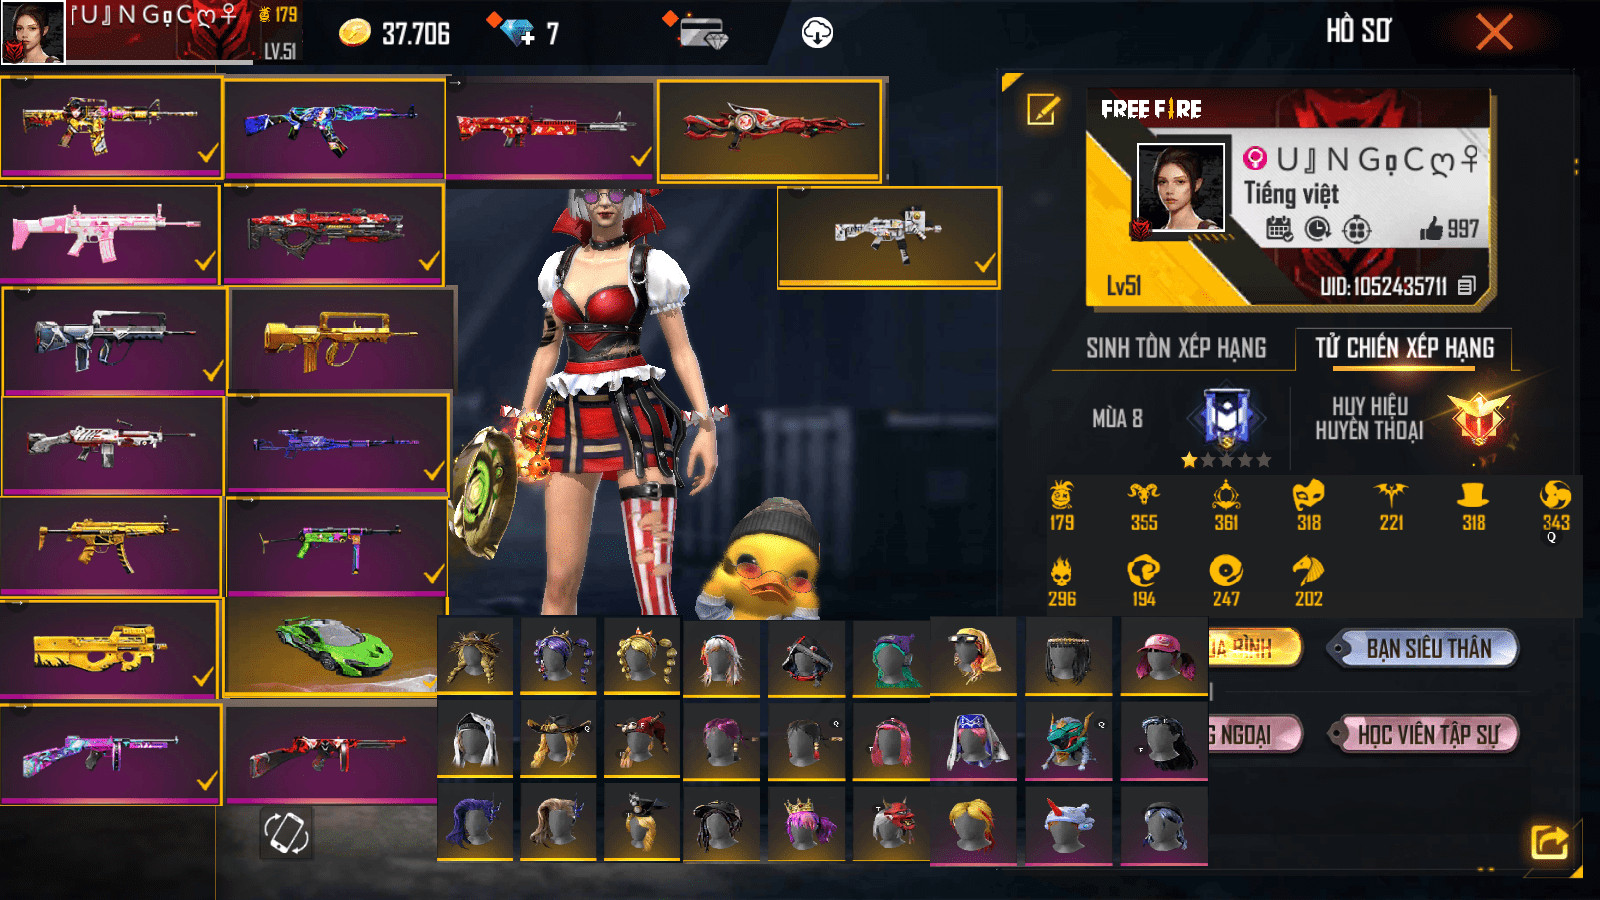 179
LV.51
37.706
7
HỒ SƠ
FREE FIRE
U』N G ọ C ღ 우
Tiếng việt
997
Lv51
UID: 1052435711
SINH TỒN XẾP HẠNG
TỬ CHIẾN XẾP HẠNG
MÙA 8
HUY HIỆU
HUYỀN THOẠI
179 355 361 318 221 318 343
296 194 247 202
BẠN SIÊU THÂN
NGOẠI
HỌC VIÊN TẬP SỰ